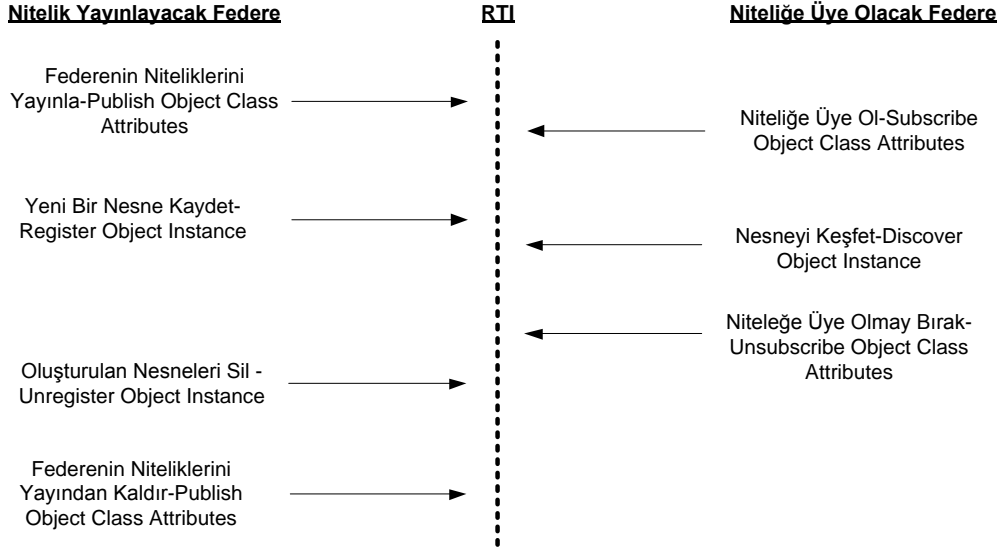 Nitelik Yayınlayacak Federe
RTI
Niteliğe Üye Olacak Federe
Federenin Niteliklerini
Yayınla-Publish Object Class
Attributes
Niteliğe Üye Ol-Subscribe
Object Class Attributes
Yeni Bir Nesne Kaydet-
Register Object Instance
Nesneyi Keşfet-Discover
Object Instance
Niteleğe Üye Olmay Bırak-
Unsubscribe Object Class
Attributes
Oluşturulan Nesneleri Sil -
Unregister Object Instance
Federenin Niteliklerini
Yayından Kaldır-Publish
Object Class Attributes